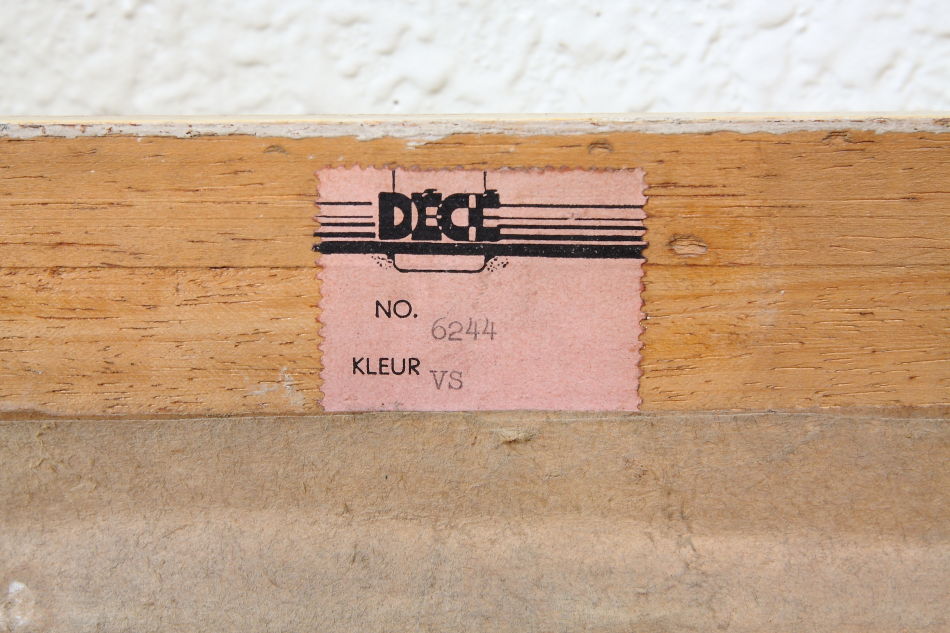 DÉCÉ
NO. 6244
KLEUR VS